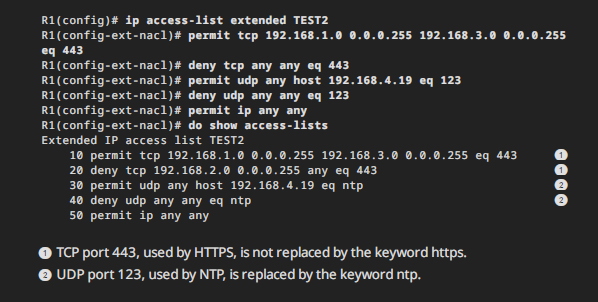 R1(config)# ip access-list extended TEST2
R1(config-ext-nacl)# permit tcp 192.168.1.0 0.0.0.255 192.168.3.0 0.0.0.255
eq 443
R1(config-ext-nacl)# deny tcp any any eq 443
R1(config-ext-nacl)# permit udp any host 192.168.4.19 eq 123
R1(config-ext-nacl)# deny udp any any eq 123
R1(config-ext-nacl)# permit ip any any
R1(config-ext-nacl)# do show access-lists
Extended IP access list TEST2
10 permit tcp 192.168.1.0 0.0.0.255 192.168.3.0 0.0.0.255 eq 443 1
20 deny tcp 192.168.2.0 0.0.0.255 any eq 443 1
30 permit udp any host 192.168.4.19 eq ntp 2
40 deny udp any any eq ntp 2
50 permit ip any any
1 TCP port 443, used by HTTPS, is not replaced by the keyword https.
2 UDP port 123, used by NTP, is replaced by the keyword ntp.